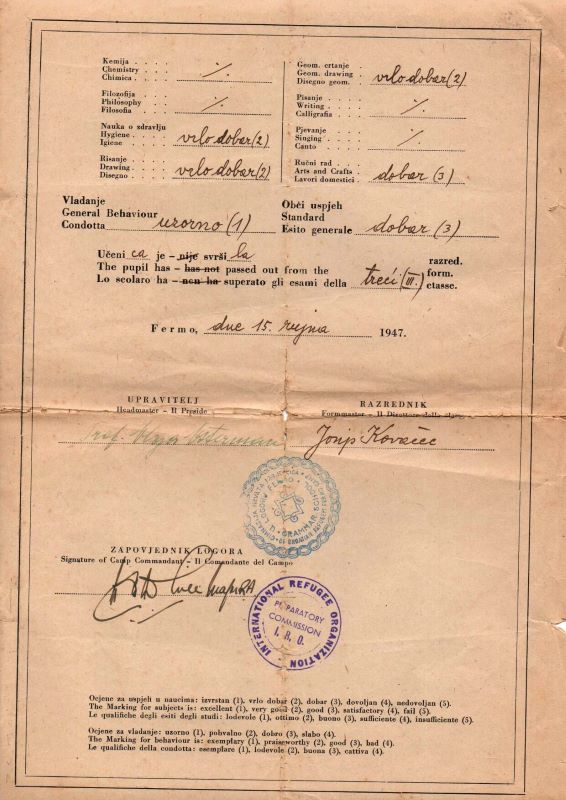 Kemija . . . .
Chemistry . . . .
Chimica . . . . ·/·
Geom. crtanje .
Geom. drawing .
Disegno geom. . vrlo dobar (2)
Filozofija . . . .
Philosophy . . . .
Filosofia . . . . ·/·
Pisanje . . . .
Writing . . . .
Calligrafia . . ·/·
Nauka o zdravlju
Hygiene . . . .
Igiene . . . . vrlo dobar (2)
Pjevanje . . . .
Singing . . . .
Canto . . . . ·/·
Risanje . . . .
Drawing . . . .
Disegno . . . . vrlo dobar (2)
Ručni rad . . .
Arts and Crafts .
Lavori domestici . dobar (3)
Vladanje
General Behaviour
Condotta uzorno (1)
Obći uspjeh
Standard
Esito generale dobar (3)
Učeni ca je – nije svrši la razred.
The pupil has – has not passed out from the treći (III.) form.
Lo scolaro ha – non ha superato gli esami della classe.
Fermo, dne 15. rujna 1947.
UPRAVITELJ
Headmaster – Il Preside
RAZREDNIK
Formmaster – Il Direttore della classe
Prof.
Josip Kovačec
GRAMMAR SCHOOL
ZAPOVJEDNIK LOGORA
Signature of Camp Commandant – Il Comandante del Campo
INTERNATIONAL REFUGEE ORGANIZATION
PREPARATORY
COMMISSION
I. R. O.
Ocjene za uspjeli u naucima: izvrstan (1), vrlo dobar (2), dobar (3), dovoljan (4), nedovoljan (5).
The Marking for subjects is: excellent (1), very good (2), good (3), satisfactory (4), fail (5).
Le qualifiche degli esiti degli studi: lodevole (1), ottimo (2), buono (3), sufficiente (4), insufficiente (5).
Ocjene za vladanje: uzorno (1), pohvalno (2), dobro (3), slabo (4).
The Marking for behaviour is: exemplary (1), praiseworthy (2), good (3), bad (4).
Le qualifiche della condotta: esemplare (1), lodevole (2), buona (3), cattiva (4).